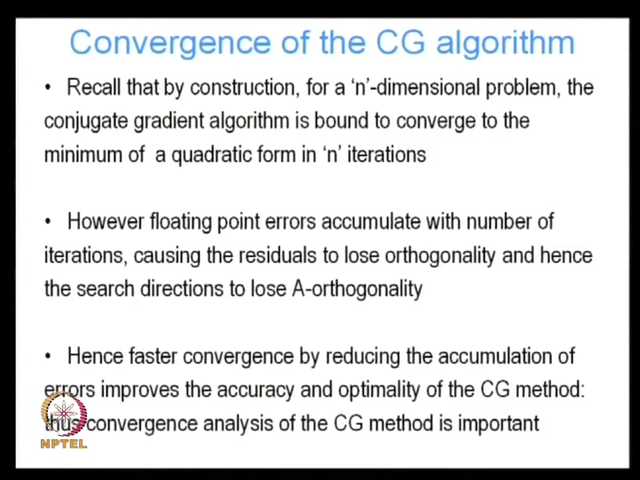 Convergence of the CG algorithm
• Recall that by construction, for a 'n'-dimensional problem, the
conjugate gradient algorithm is bound to converge to the
minimum of a quadratic form in 'n' iterations
• However floating point errors accumulate with number of
iterations, causing the residuals to lose orthogonality and hence
the search directions to lose A-orthogonality
• Hence faster convergence by reducing the accumulation of
errors improves the accuracy and optimality of the CG method:
thus convergence analysis of the CG method is important
NPTEL